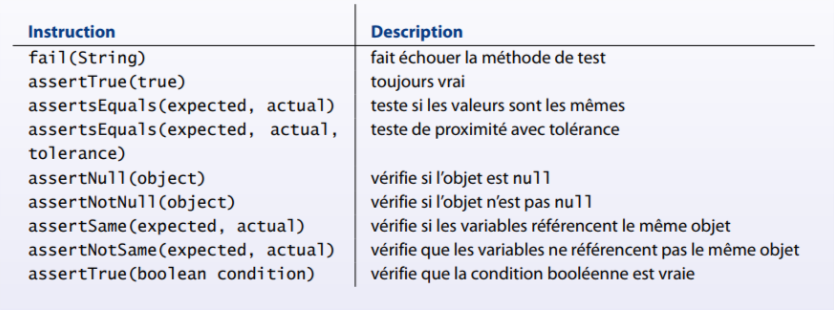 Instruction Description
fail(String) fait échouer la méthode de test
assertTrue(true) toujours vrai
assertsEquals(expected, actual) teste si les valeurs sont les mêmes
assertsEquals(expected, actual, teste de proximité avec tolérance
tolerance)
assertNull(object) vérifie si l'objet est null
assertNotNull(object) vérifie si l'objet n'est pas null
assertSame(expected, actual) vérifie si les variables référencent le même objet
assertNotSame(expected, actual) vérifie que les variables ne référencent pas le même objet
assertTrue(boolean condition) vérifie que la condition booléenne est vraie